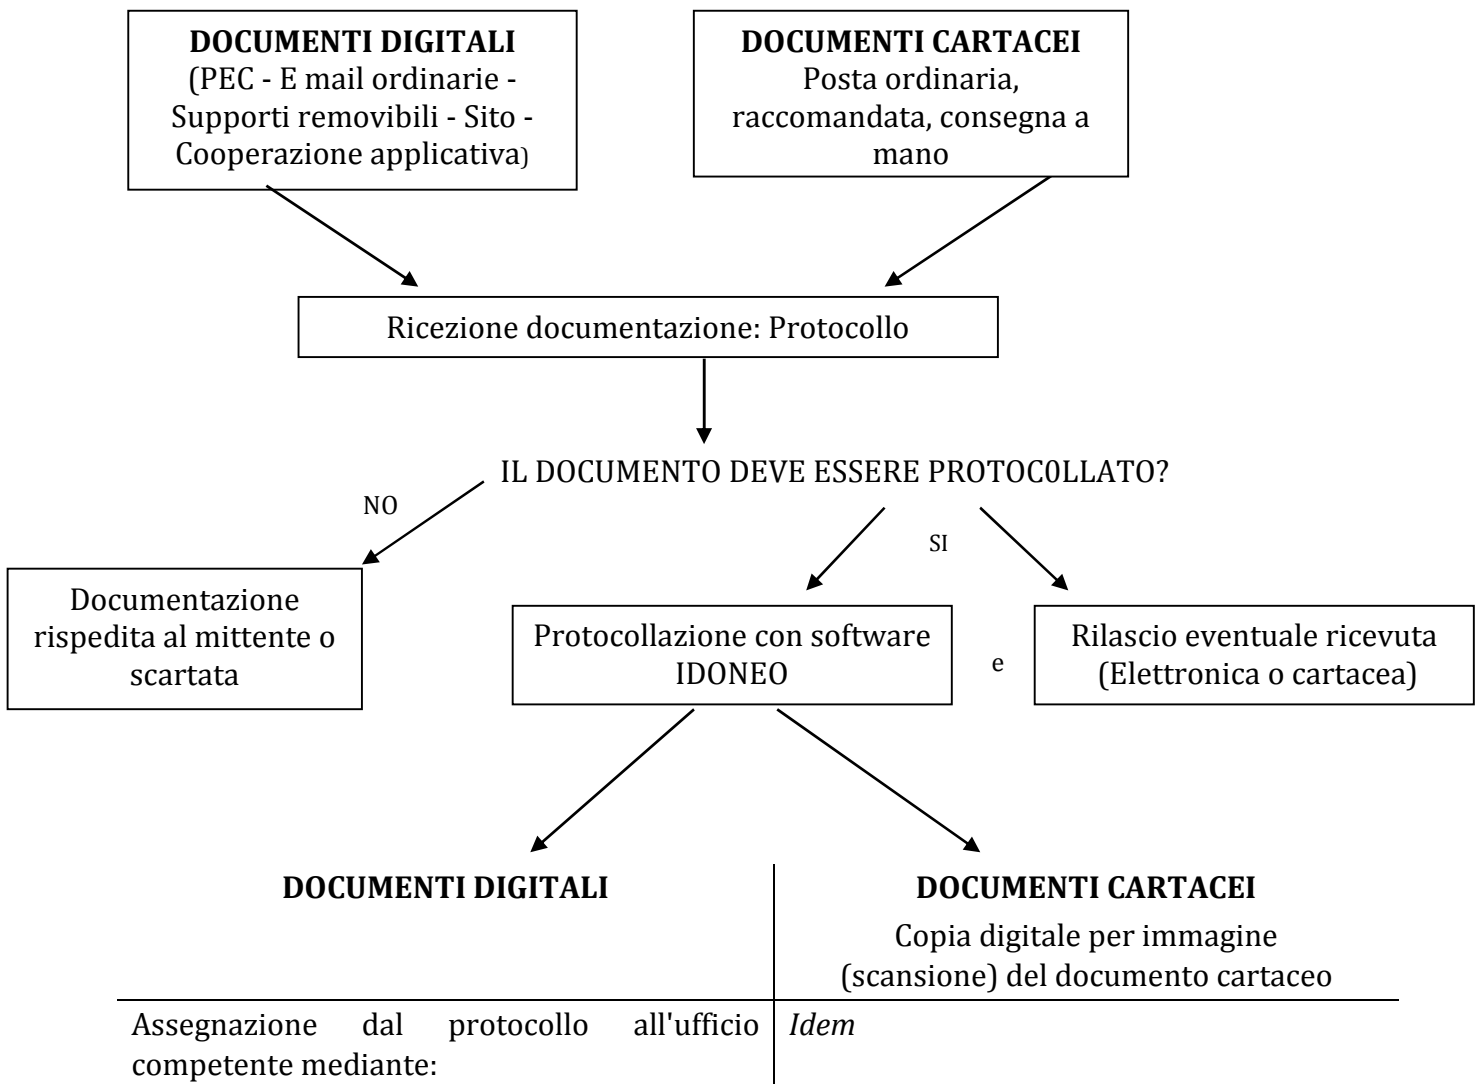 DOCUMENTI DIGITALI
(PEC - E mail ordinarie -
Supporti removibili - Sito -
Cooperazione applicativa)
DOCUMENTI CARTACEI
Posta ordinaria,
raccomandata, consegna a
mano
Ricezione documentazione: Protocollo
IL DOCUMENTO DEVE ESSERE PROTOC0LLATO?
NO
SI
Documentazione
rispedita al mittente o
scartata
Protocollazione con software
IDONEO
e
Rilascio eventuale ricevuta
(Elettronica o cartacea)
DOCUMENTI DIGITALI
DOCUMENTI CARTACEI
Copia digitale per immagine
(scansione) del documento cartaceo
Assegnazione dal protocollo all'ufficio
competente mediante:
Idem